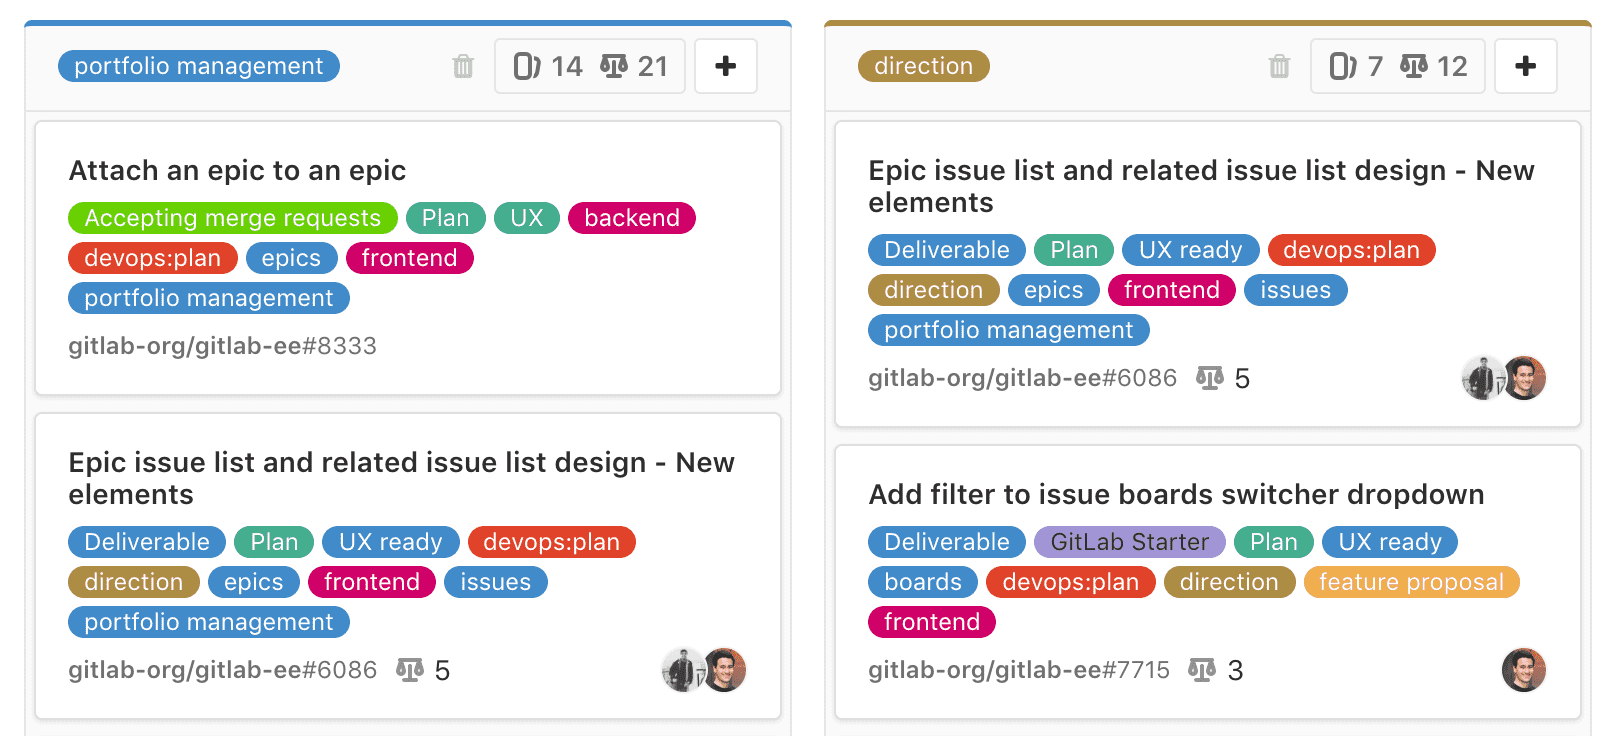 portfolio management 14 21 +
Attach an epic to an epic
Accepting merge requests Plan UX backend
devops:plan epics frontend
portfolio management
gitlab-org/gitlab-ee#8333
Epic issue list and related issue list design - New
elements
Deliverable Plan UX ready devops:plan
direction epics frontend issues
portfolio management
gitlab-org/gitlab-ee#6086 5
direction 7 12 +
Epic issue list and related issue list design - New
elements
Deliverable Plan UX ready devops:plan
direction epics frontend issues
portfolio management
gitlab-org/gitlab-ee#6086 5
Add filter to issue boards switcher dropdown
Deliverable GitLab Starter Plan UX ready
boards devops:plan direction feature proposal
frontend
gitlab-org/gitlab-ee#7715 3